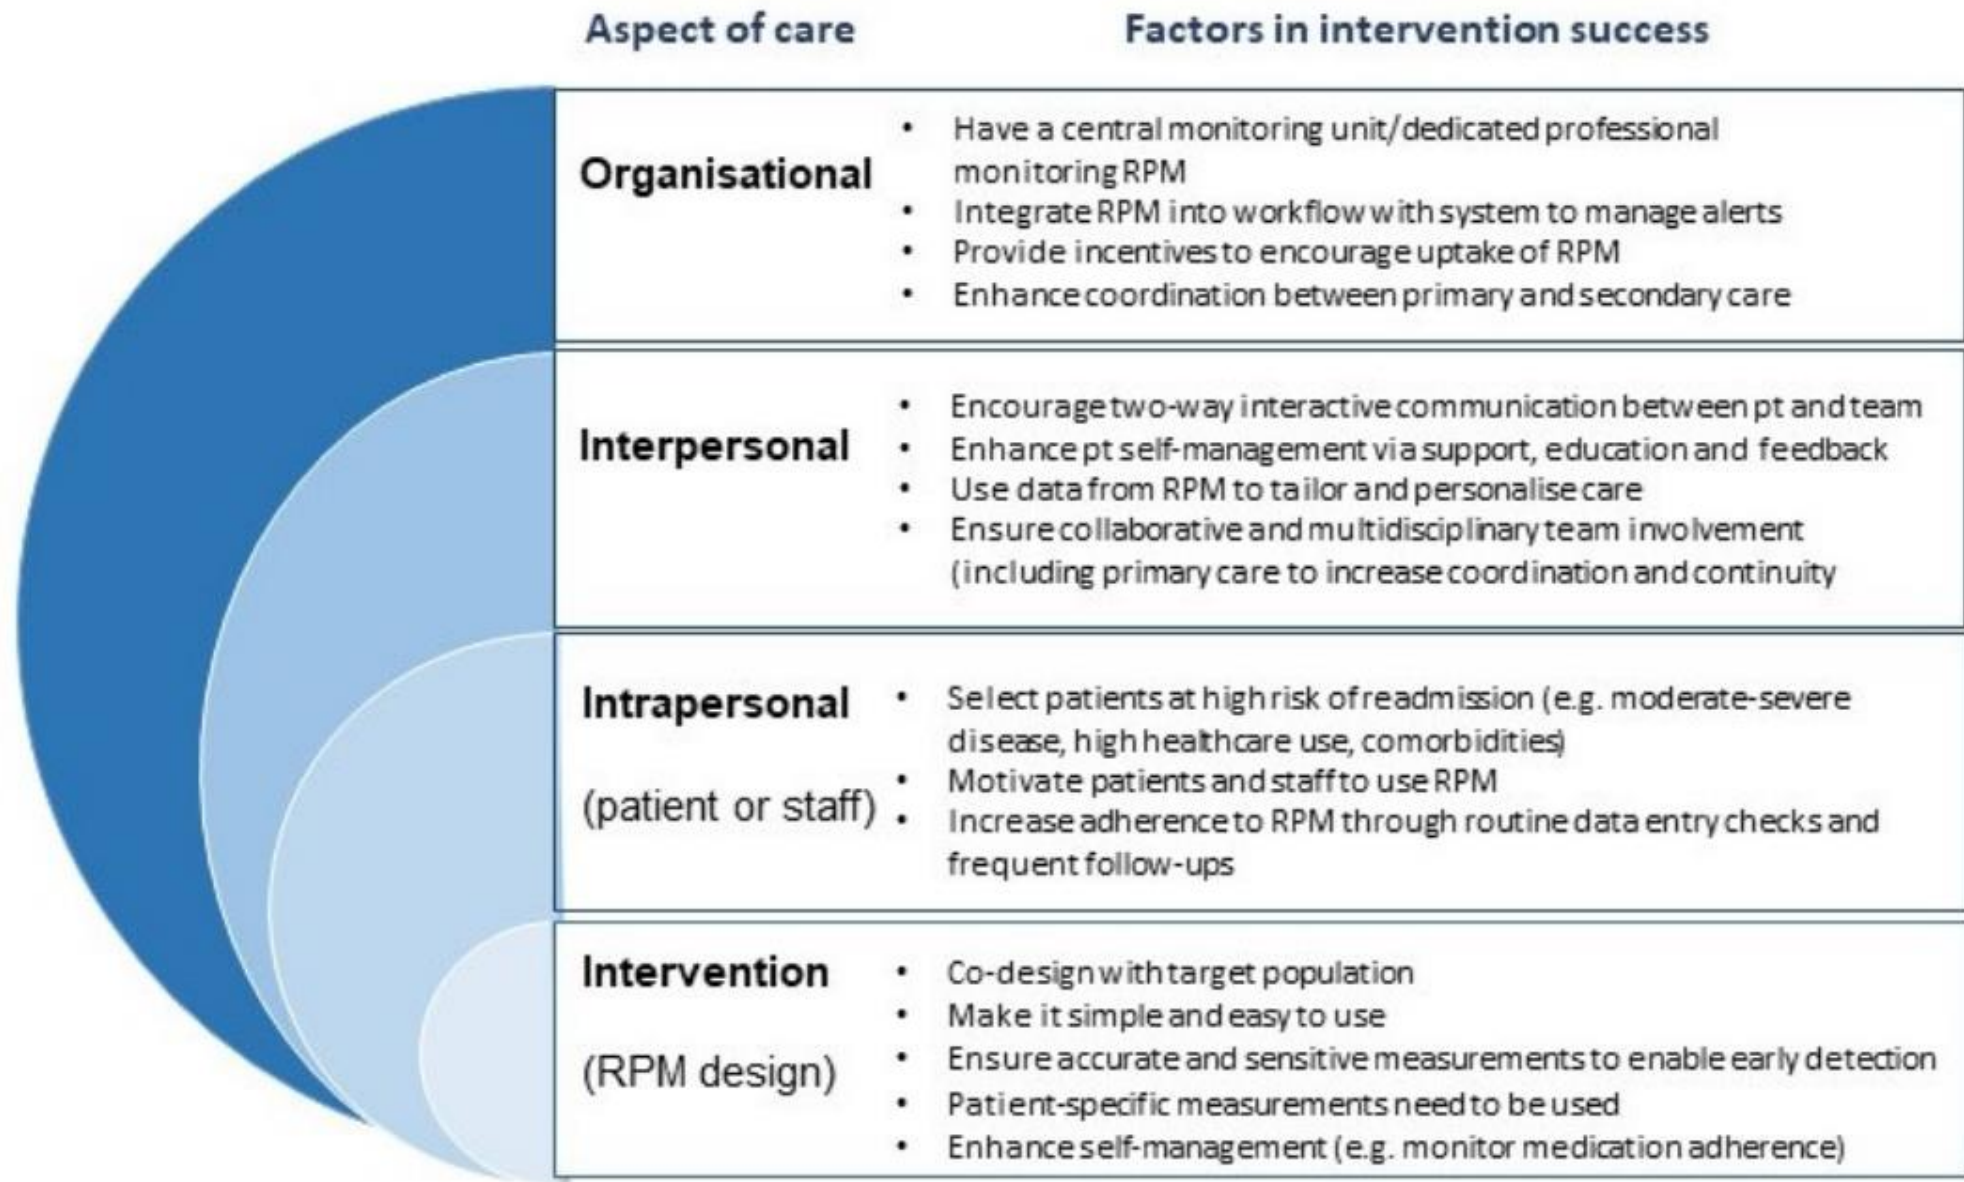 Aspect of care
Factors in intervention success
Organisational
• Have a central monitoring unit/dedicated professional
monitoring RPM
• Integrate RPM into workflow with system to manage alerts
• Provide incentives to encourage uptake of RPM
• Enhance coordination between primary and secondary care
Interpersonal
• Encourage two-way interactive communication between pt and team
• Enhance pt self-management via support, education and feedback
• Use data from RPM to tailor and personalise care
• Ensure collaborative and multidisciplinary team involvement
(including primary care to increase coordination and continuity
Intrapersonal
(patient or staff)
• Select patients at high risk of readmission (e.g. moderate-severe
disease, high healthcare use, comorbidities)
• Motivate patients and staff to use RPM
• Increase adherence to RPM through routine data entry checks and
frequent follow-ups
Intervention
(RPM design)
• Co-design with target population
• Make it simple and easy to use
• Ensure accurate and sensitive measurements to enable early detection
• Patient-specific measurements need to be used
• Enhance self-management (e.g. monitor medication adherence)